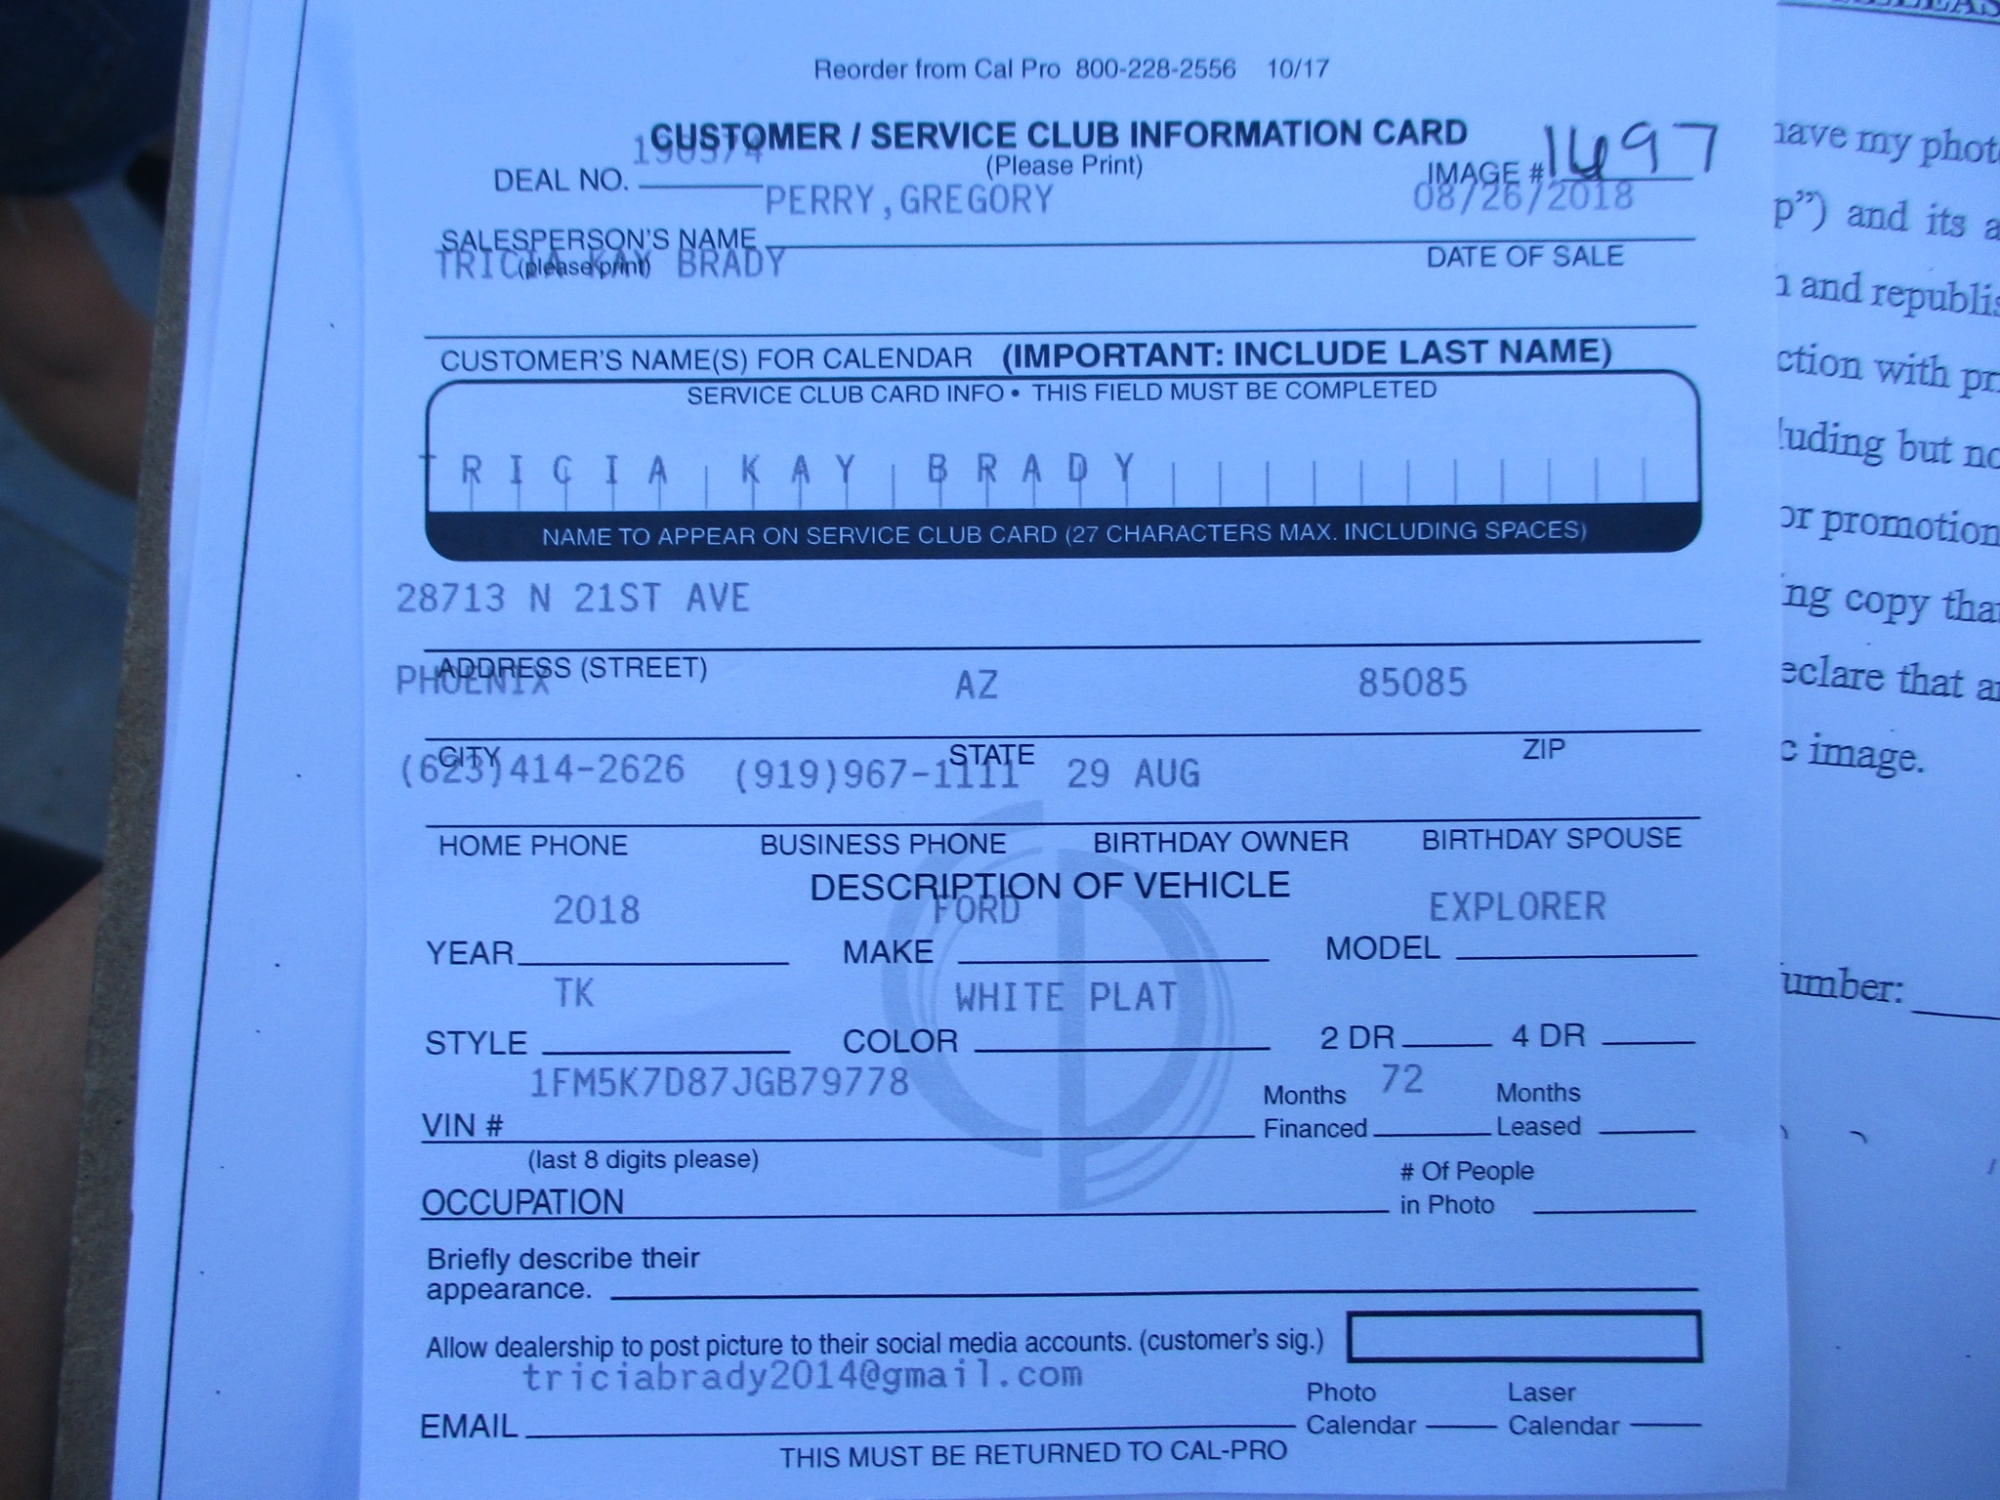 Reorder from Cal Pro 800-228-2556 10/17
CUSTOMER / SERVICE CLUB INFORMATION CARD
(Please Print)
DEAL NO. 190574
IMAGE # 1697
PERRY,GREGORY 08/26/2018
SALESPERSON'S NAME
(please print)
DATE OF SALE
TRICIA KAY BRADY
CUSTOMER'S NAME(S) FOR CALENDAR (IMPORTANT: INCLUDE LAST NAME)
SERVICE CLUB CARD INFO • THIS FIELD MUST BE COMPLETED
TRICIA KAY BRADY
NAME TO APPEAR ON SERVICE CLUB CARD (27 CHARACTERS MAX. INCLUDING SPACES)
28713 N 21ST AVE
ADDRESS (STREET)
PHOENIX AZ 85085
CITY STATE ZIP
(623)414-2626 (919)967-1111 29 AUG
HOME PHONE BUSINESS PHONE BIRTHDAY OWNER BIRTHDAY SPOUSE
DESCRIPTION OF VEHICLE
2018 FORD EXPLORER
YEAR MAKE MODEL
TK WHITE PLAT
STYLE COLOR 2 DR 4 DR
1FM5K7D87JGB79778
VIN #
(last 8 digits please)
Months 72 Months
Financed Leased
OCCUPATION
# Of People
in Photo
Briefly describe their
appearance.
Allow dealership to post picture to their social media accounts. (customer's sig.)
triciabrady2014@gmail.com
EMAIL
Photo Laser
Calendar Calendar
THIS MUST BE RETURNED TO CAL-PRO
have my phot
p") and its a
n and republis
ction with pr
luding but no
or promotion
ng copy tha
eclare that a
c image.
umber: